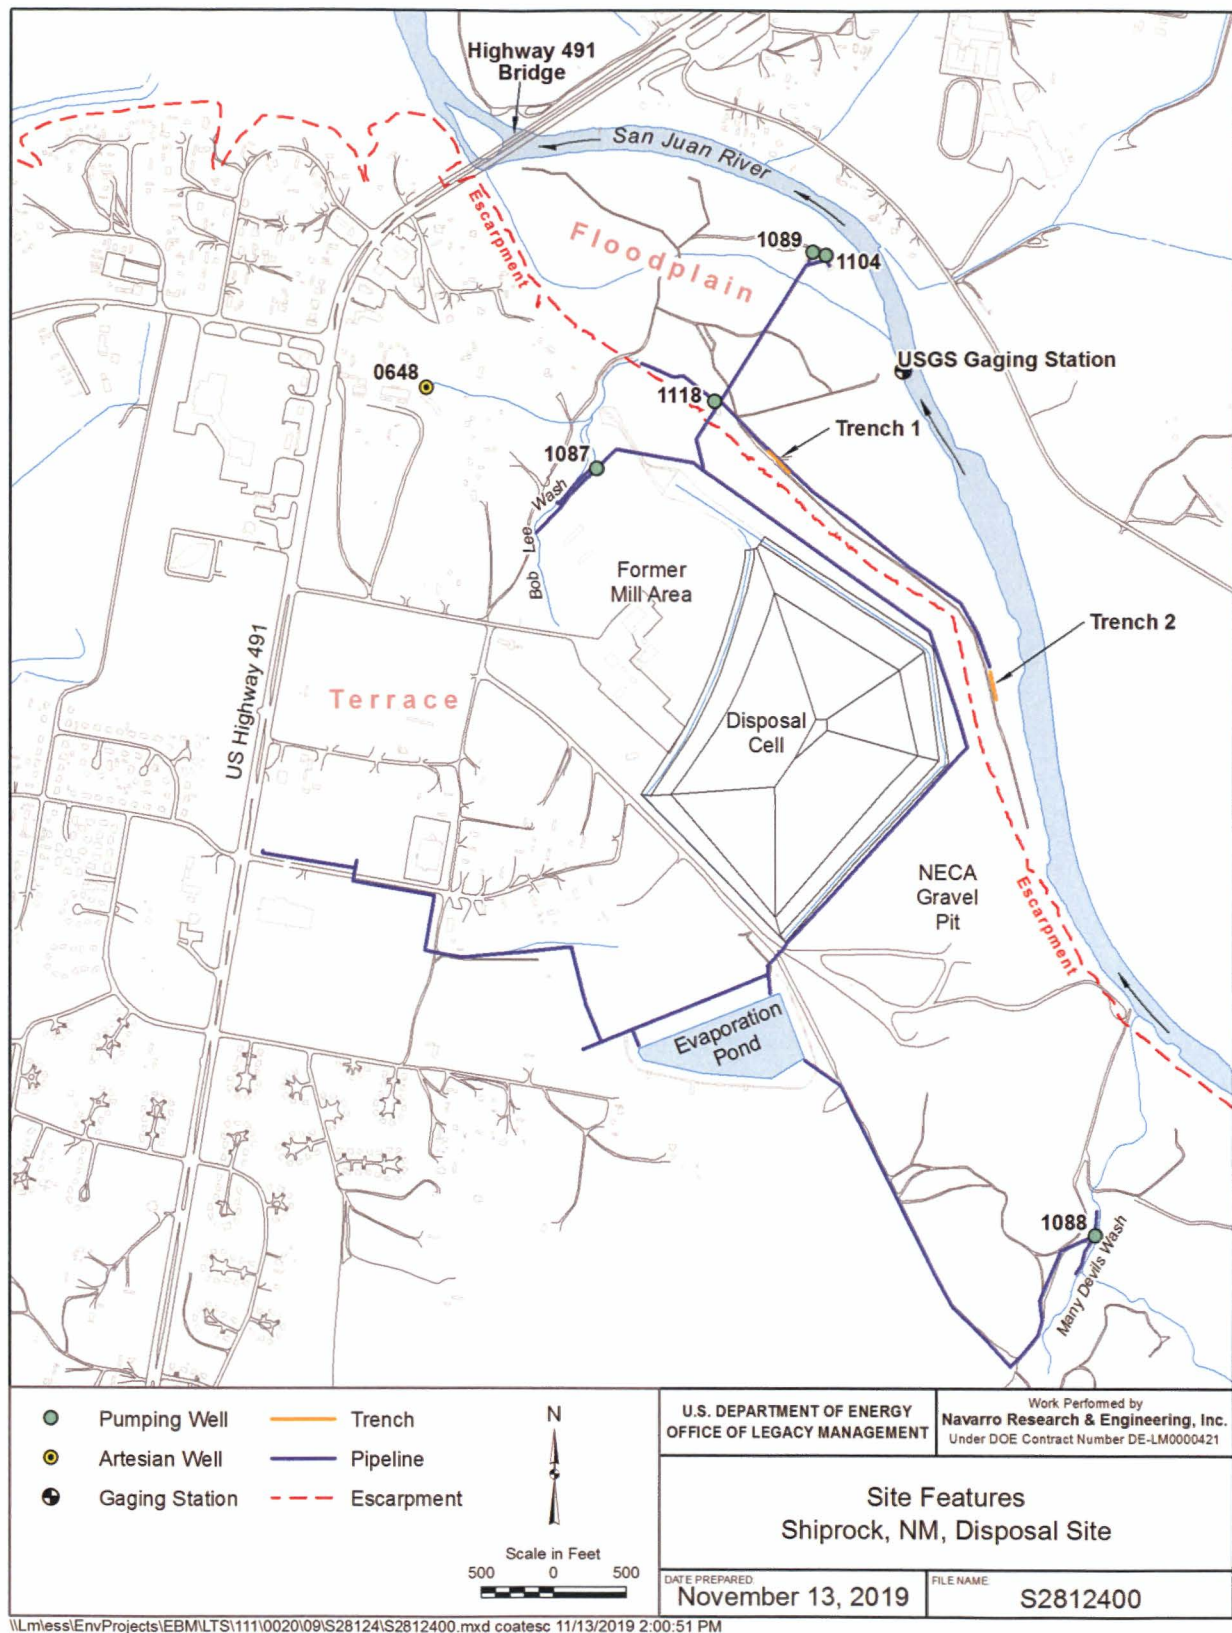 Highway 491
Bridge
San Juan River
Escarpment
Floodplain
1089
1104
USGS Gaging Station
0648
1118
Trench 1
1087
Bob Lee Wash
Former
Mill Area
Trench 2
US Highway 491
Terrace
Disposal
Cell
NECA
Gravel
Pit
Escarpment
Evaporation
Pond
1088
Many Devils Wash
Pumping Well
Artesian Well
Gaging Station
Trench
Pipeline
Escarpment
N
Scale in Feet
500 0 500
U.S. DEPARTMENT OF ENERGY
OFFICE OF LEGACY MANAGEMENT
Work Performed by
Navarro Research & Engineering, Inc.
Under DOE Contract Number DE-LM0000421
Site Features
Shiprock, NM, Disposal Site
DATE PREPARED:
November 13, 2019
FILE NAME:
S2812400
\\Lm\ess\EnvProjects\EBM\LTS\111\0020\09\S28124\S2812400.mxd coatesc 11/13/2019 2:00:51 PM